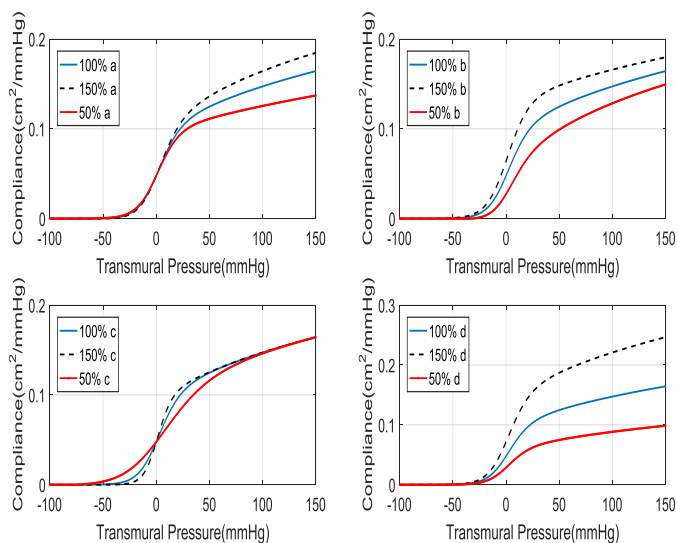 Compliance(cm²/mmHg)
0.2
0.1
0
100% a
150% a
50% a
-100 -50 0 50 100 150
Transmural Pressure(mmHg)
Compliance(cm²/mmHg)
0.2
0.1
0
100% b
150% b
50% b
-100 -50 0 50 100 150
Transmural Pressure(mmHg)
Compliance(cm²/mmHg)
0.2
0.1
0
100% c
150% c
50% c
-100 -50 0 50 100 150
Transmural Pressure(mmHg)
Compliance(cm²/mmHg)
0.3
0.2
0.1
0
100% d
150% d
50% d
-100 -50 0 50 100 150
Transmural Pressure(mmHg)